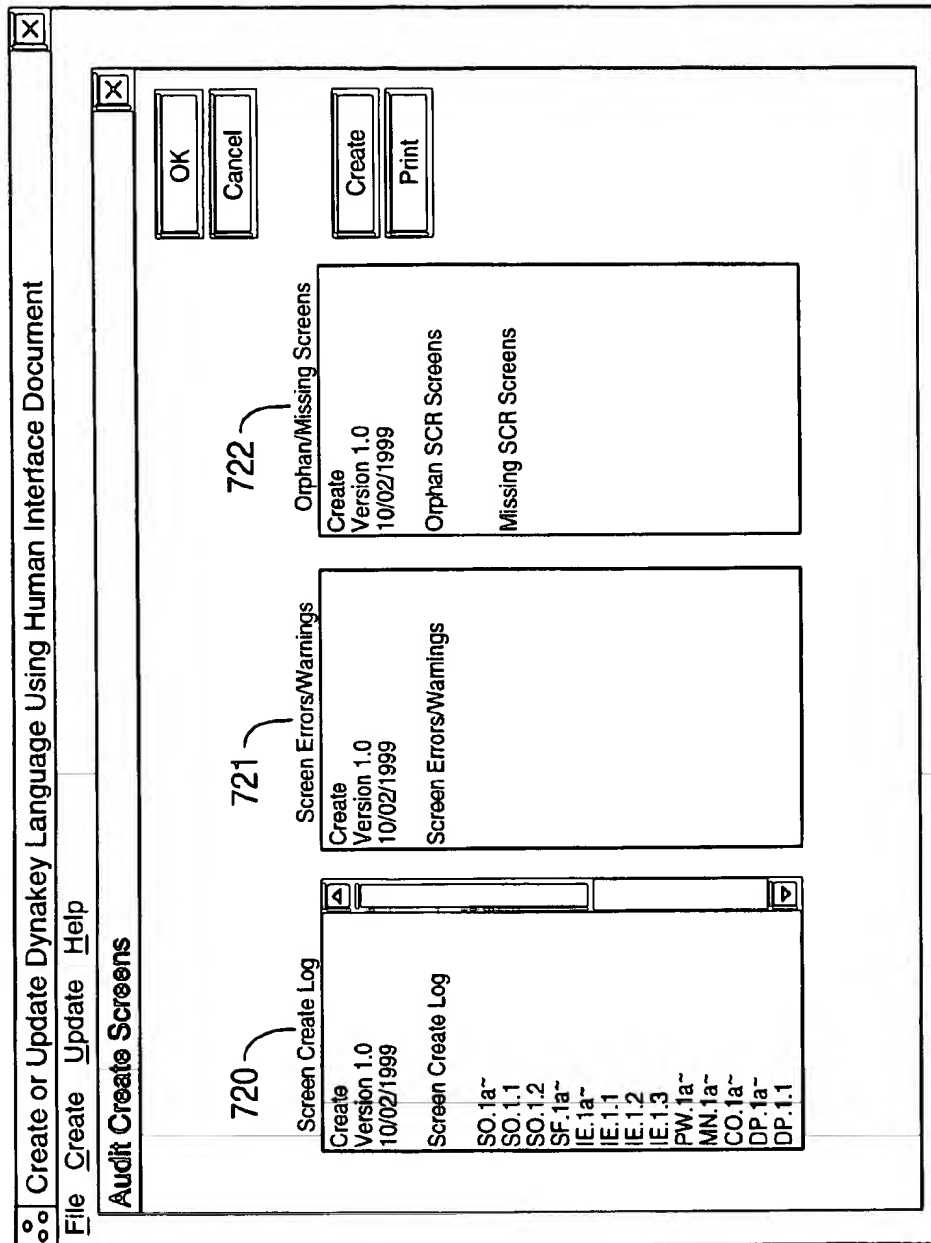 Create or Update Dynakey Language Using Human Interface Document
File Create Update Help
Audit Create Screens
720
Screen Create Log
Create
Version 1.0
10/02/1999
Screen Create Log
SO.1a~
SO.1.1
SO.1.2
SF.1a~
IE.1a~
IE.1.1
IE.1.2
IE.1.3
PW.1a~
MN.1a~
CO.1a~
DP.1a~
DP.1.1
721
Screen Errors/Warnings
Create
Version 1.0
10/02/1999
Screen Errors/Warnings
722
Orphan/Missing Screens
Create
Version 1.0
10/02/1999
Orphan SCR Screens
Missing SCR Screens
OK
Cancel
Create
Print